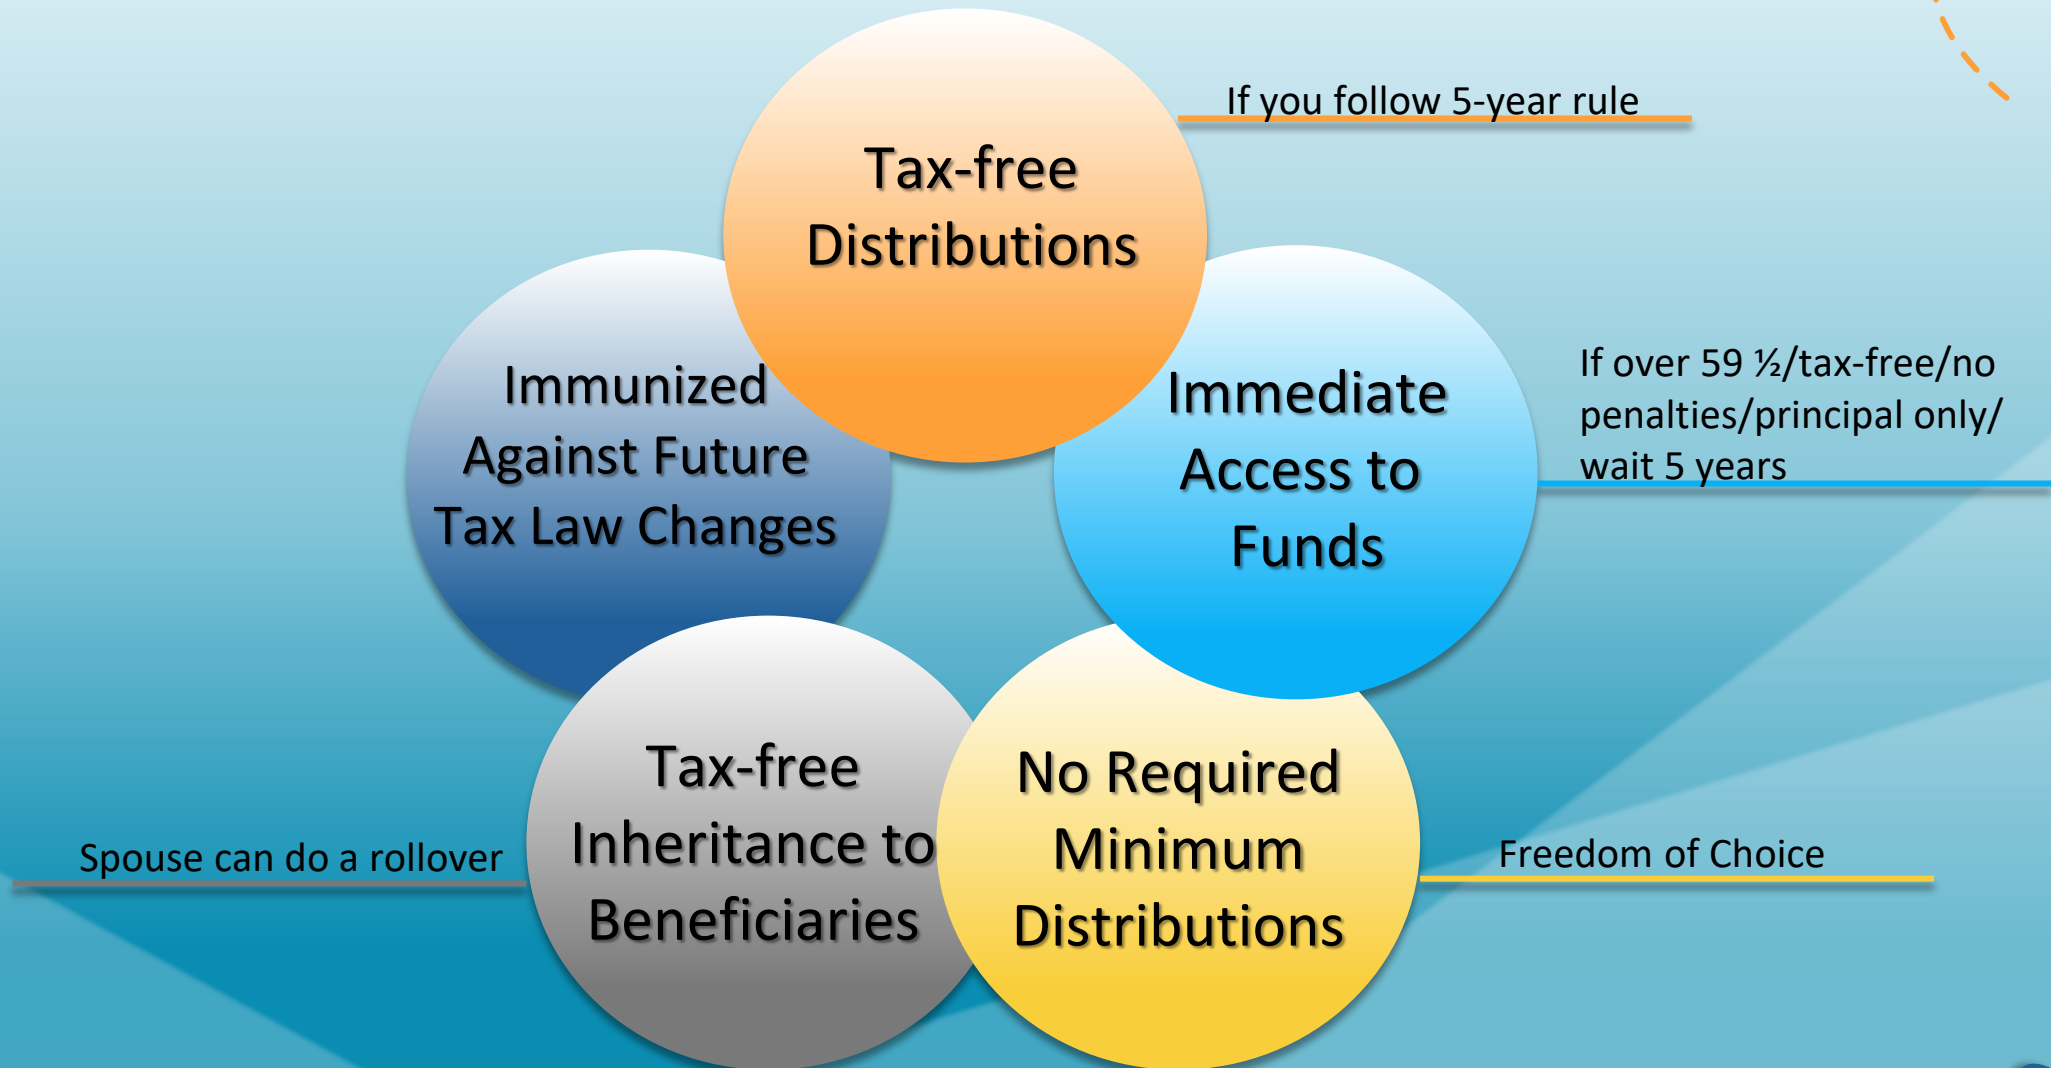 If you follow 5-year rule
Tax-free
Distributions
Immunized
Against Future
Tax Law Changes
Immediate
Access to
Funds
If over 59 ½/tax-free/no
penalties/principal only/
wait 5 years
Tax-free
Inheritance to
Beneficiaries
Spouse can do a rollover
No Required
Minimum
Distributions
Freedom of Choice